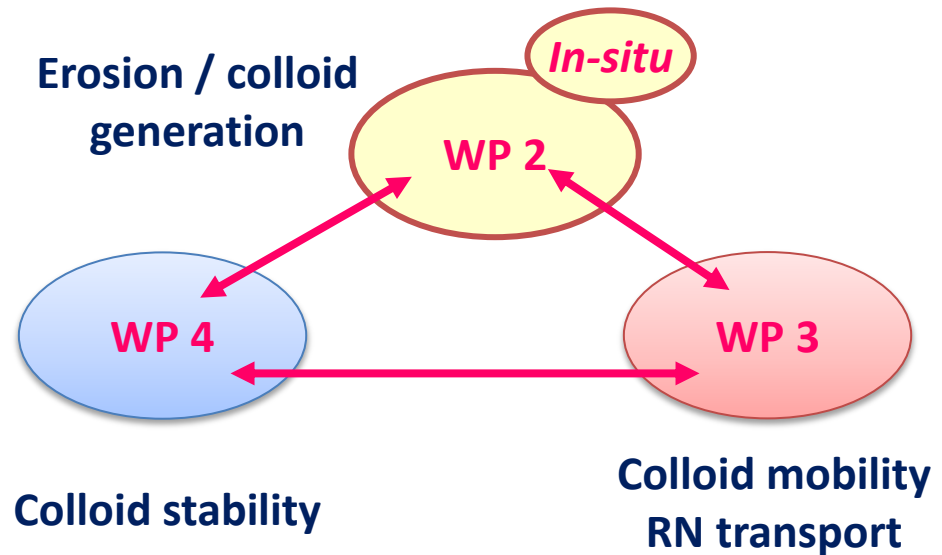 In-situ
Erosion / colloid
generation
WP 2
WP 4
WP 3
Colloid stability
Colloid mobility
RN transport